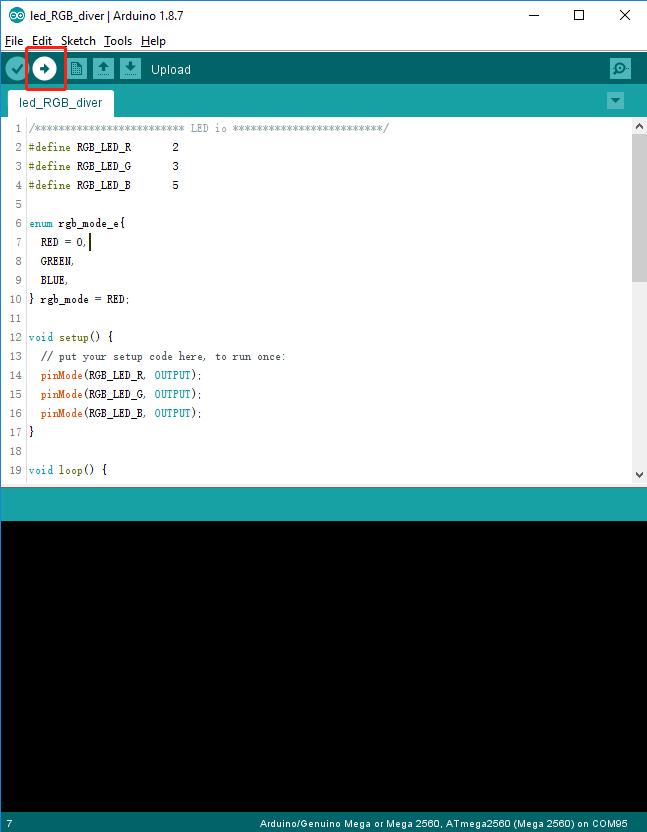 led_RGB_diver | Arduino 1.8.7
File Edit Sketch Tools Help
Upload
led_RGB_diver
1 /************************* LED io *************************/
2 #define RGB_LED_R 2
3 #define RGB_LED_G 3
4 #define RGB_LED_B 5
5
6 enum rgb_mode_e{
7 RED = 0,
8 GREEN,
9 BLUE,
10 } rgb_mode = RED;
11
12 void setup() {
13 // put your setup code here, to run once:
14 pinMode(RGB_LED_R, OUTPUT);
15 pinMode(RGB_LED_G, OUTPUT);
16 pinMode(RGB_LED_B, OUTPUT);
17 }
18
19 void loop() {
7 Arduino/Genuino Mega or Mega 2560, ATmega2560 (Mega 2560) on COM95